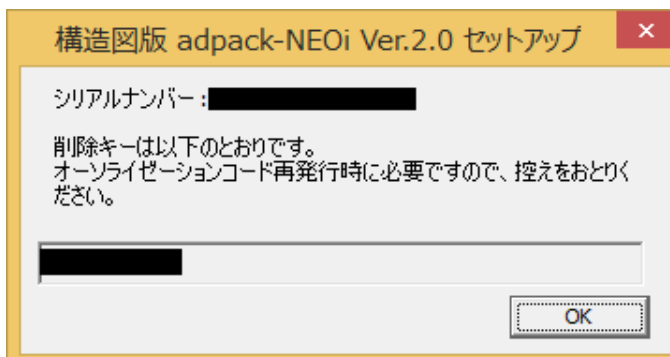 構造図版 adpack-NEOi Ver.2.0 セットアップ
シリアルナンバー :
削除キーは以下のとおりです。
オーソライゼーションコード再発行時に必要ですので、控えをおとりく
ださい。
OK